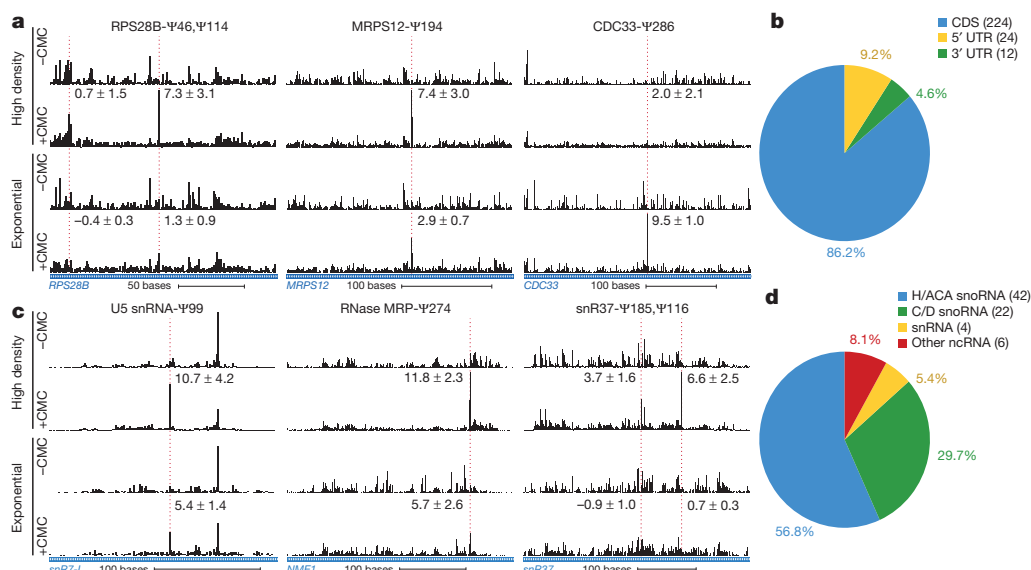 a
RPS28B-Ψ46,Ψ114
MRPS12-Ψ194
CDC33-Ψ286
High density
−CMC
+CMC
0.7 ± 1.5
7.3 ± 3.1
7.4 ± 3.0
2.0 ± 2.1
Exponential
−CMC
+CMC
−0.4 ± 0.3
1.3 ± 0.9
2.9 ± 0.7
9.5 ± 1.0
RPS28B
50 bases
MRPS12
100 bases
CDC33
100 bases
b
CDS (224)
5′ UTR (24)
3′ UTR (12)
9.2%
4.6%
86.2%
c
U5 snRNA-Ψ99
RNase MRP-Ψ274
snR37-Ψ185,Ψ116
High density
−CMC
+CMC
10.7 ± 4.2
11.8 ± 2.3
3.7 ± 1.6
6.6 ± 2.5
Exponential
−CMC
+CMC
5.4 ± 1.4
5.7 ± 2.6
−0.9 ± 1.0
0.7 ± 0.3
snR7-L
100 bases
NME1
100 bases
snR37
100 bases
d
H/ACA snoRNA (42)
C/D snoRNA (22)
snRNA (4)
Other ncRNA (6)
8.1%
5.4%
29.7%
56.8%